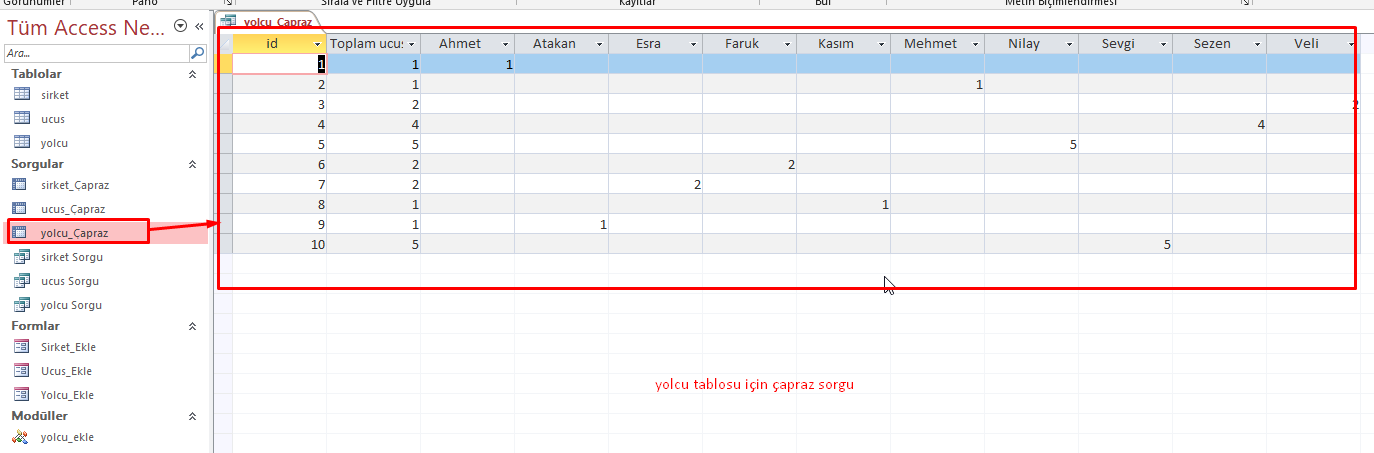 Görünümler Pano Sırala ve Filtre Uygula Kayıtlar Bul Metin Biçimlendirmesi
Tüm Access Ne... «
Ara...
Tablolar
sirket
ucus
yolcu
Sorgular
sirket_Çapraz
ucus_Çapraz
yolcu_Çapraz
sirket Sorgu
ucus Sorgu
yolcu Sorgu
Formlar
Sirket_Ekle
Ucus_Ekle
Yolcu_Ekle
Modüller
yolcu_ekle
yolcu_Çapraz
id Toplam ucu: Ahmet Atakan Esra Faruk Kasım Mehmet Nilay Sevgi Sezen Veli
1 1 1
2 1 1
3 2 2
4 4 4
5 5 5
6 2 2
7 2 2
8 1 1
9 1 1
10 5 5
yolcu tablosu için çapraz sorgu